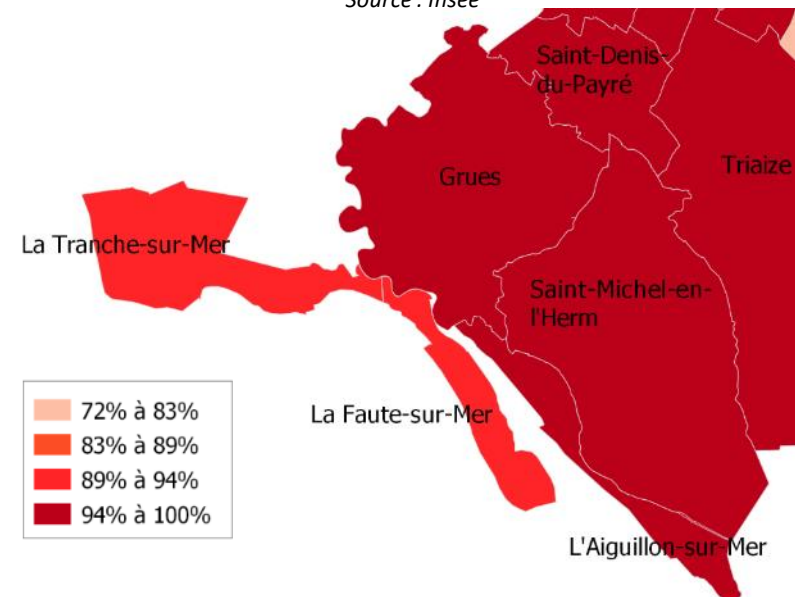 Source : Insee
Saint-Denis-
du-Payré
Grues
Triaize
La Tranche-sur-Mer
Saint-Michel-en-
l'Herm
La Faute-sur-Mer
72% à 83%
83% à 89%
89% à 94%
94% à 100%
L'Aiguillon-sur-Mer